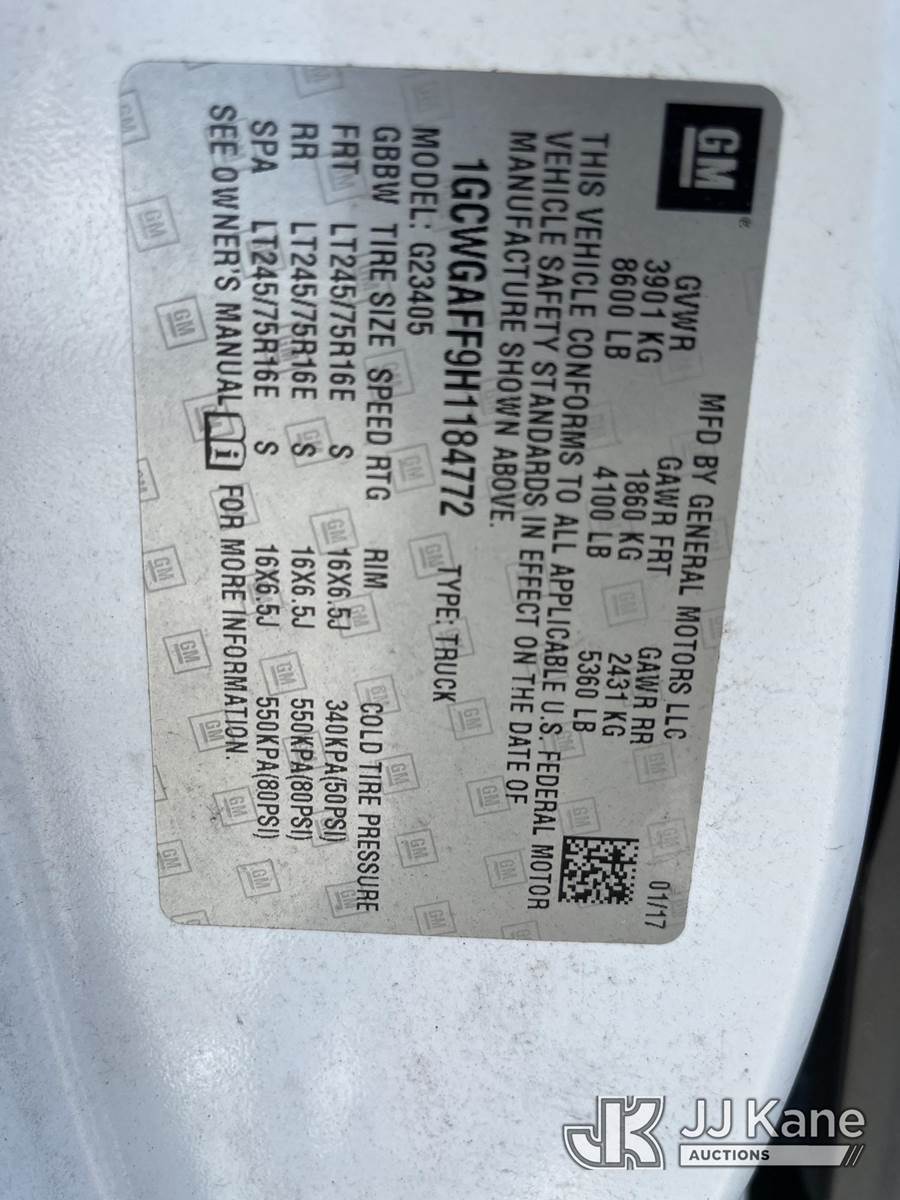 GM®
MFD BY GENERAL MOTORS LLC 01/17
GVWR GAWR FRT GAWR RR
3901 KG 1860 KG 2431 KG
8600 LB 4100 LB 5360 LB
THIS VEHICLE CONFORMS TO ALL APPLICABLE U.S. FEDERAL MOTOR
VEHICLE SAFETY STANDARDS IN EFFECT ON THE DATE OF
MANUFACTURE SHOWN ABOVE.
1GCWGAFF9H1184772 TYPE: TRUCK
MODEL: G23405
GBBW TIRE SIZE SPEED RTG RIM COLD TIRE PRESSURE
FRT LT245/75R16E S 16X6.5J 340KPA(50PSI)
RR LT245/75R16E S 16X6.5J 550KPA(80PSI)
SPA LT245/75R16E S 16X6.5J 550KPA(80PSI)
SEE OWNER'S MANUAL i FOR MORE INFORMATION.
JK JJ Kane
AUCTIONS